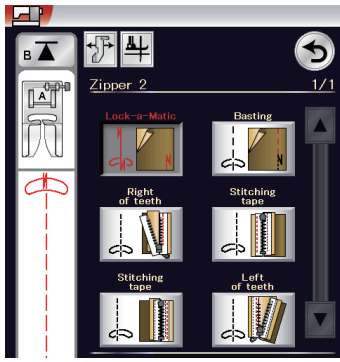 B
A
Zipper 2 1/1
Lock-a-Matic Basting
N
N
Right
of teeth
Stitching
tape
Stitching
tape
Left
of teeth